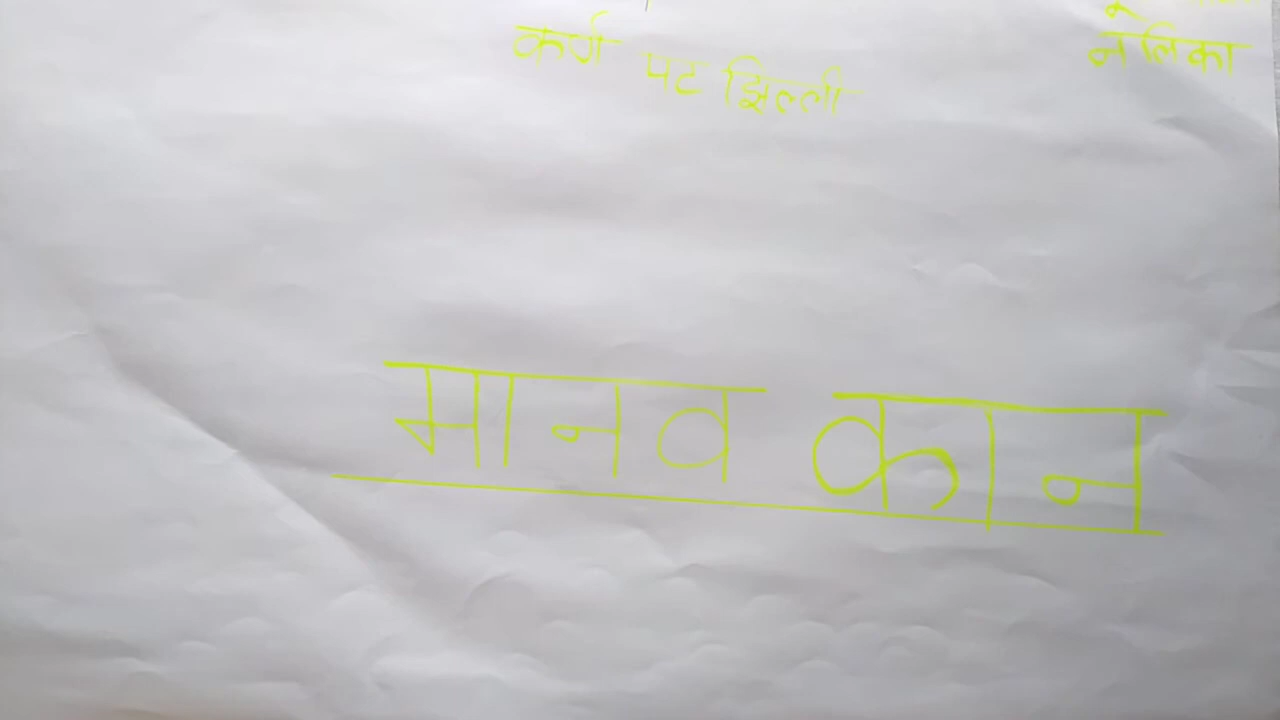 कर्ण पट झिल्ली
नलिका
मानव कान